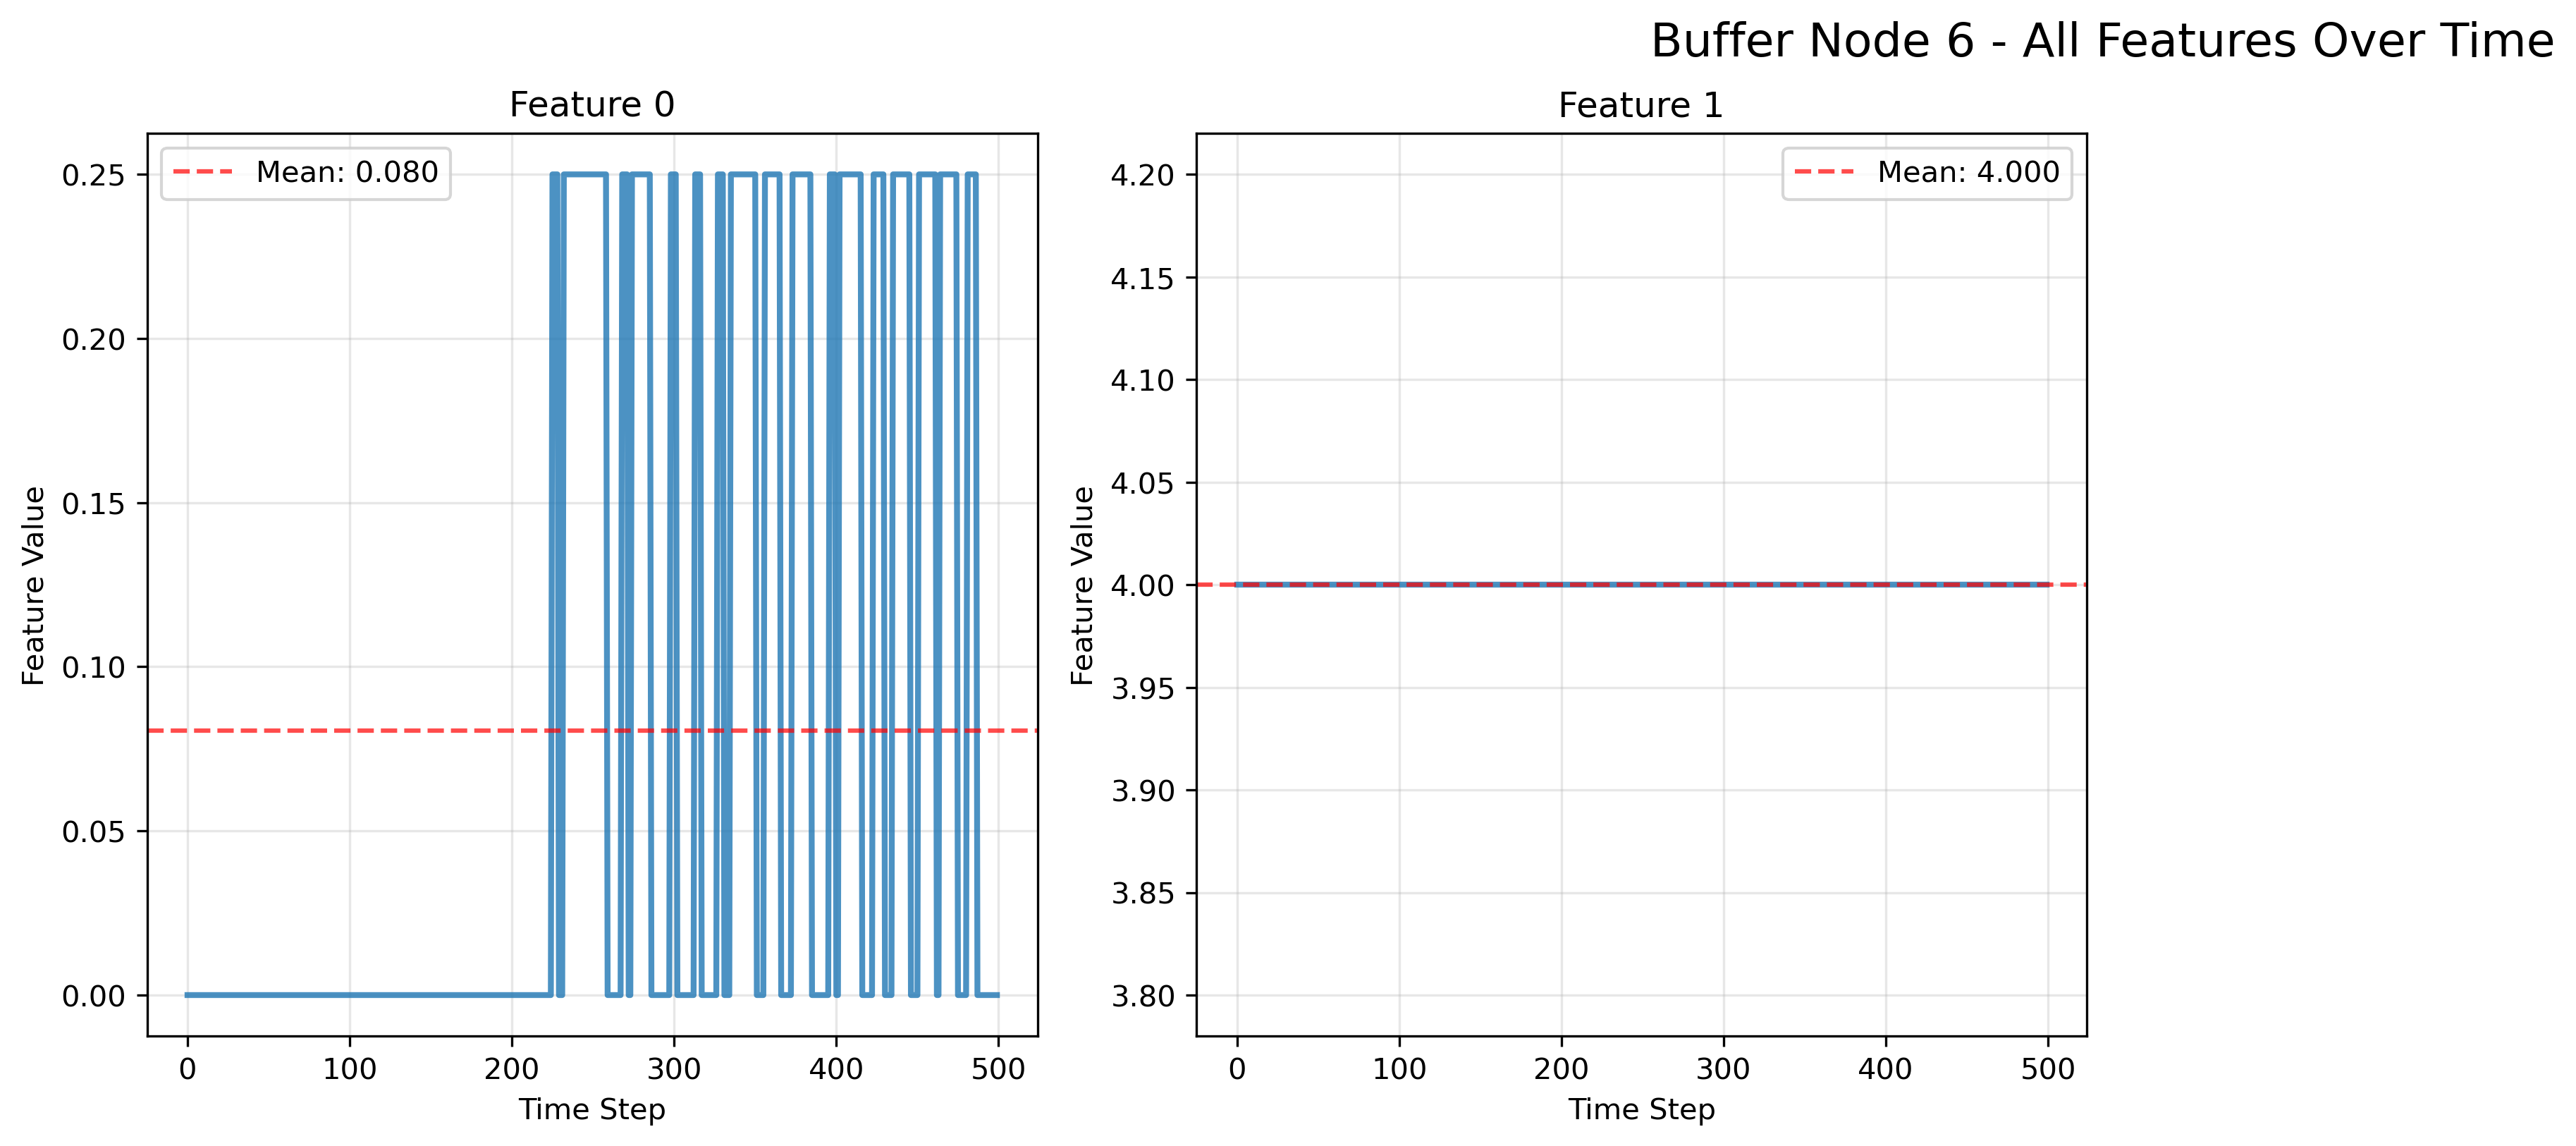 Buffer Node 6 - All Features Over Time
Feature 0
Mean: 0.080
0.25
0.20
0.15
0.10
0.05
0.00
Feature Value
0 100 200 300 400 500
Time Step
Feature 1
Mean: 4.000
4.20
4.15
4.10
4.05
4.00
3.95
3.90
3.85
3.80
Feature Value
0 100 200 300 400 500
Time Step